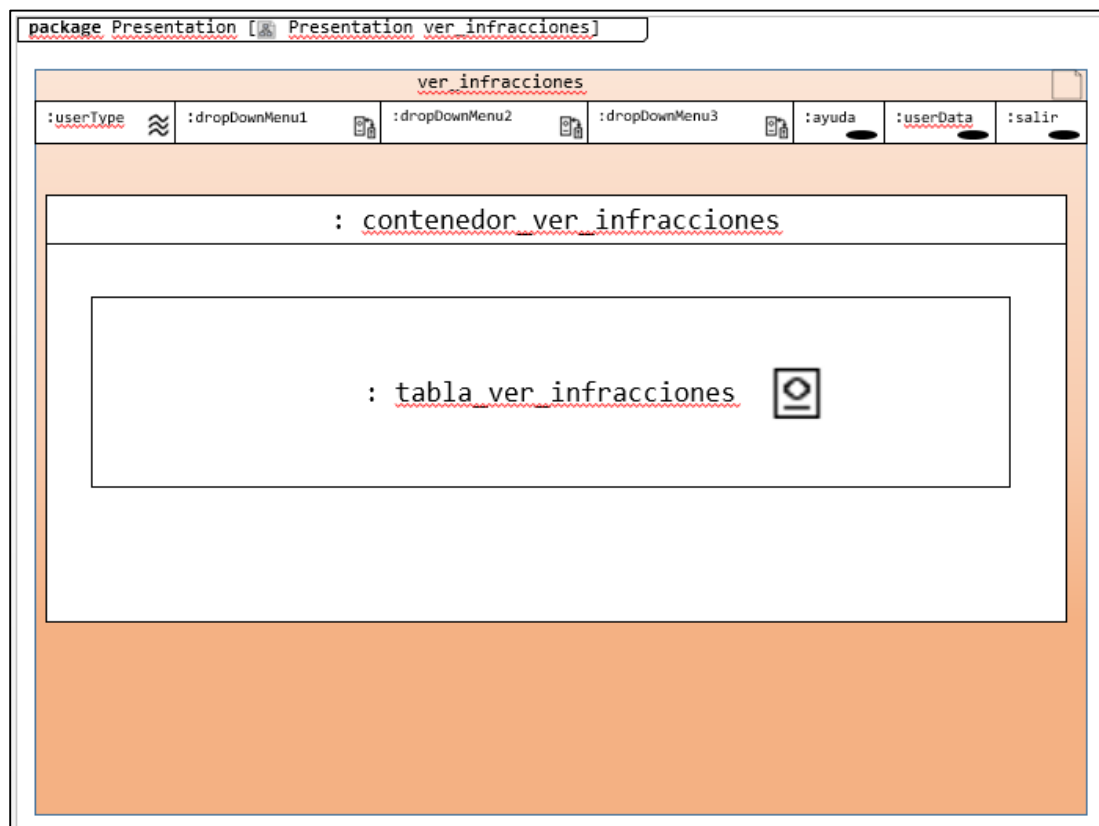 package Presentation [ Presentation ver_infracciones]
ver_infracciones
:userType :dropDownMenu1 :dropDownMenu2 :dropDownMenu3 :ayuda :userData :salir
: contenedor_ver_infracciones
: tabla_ver_infracciones